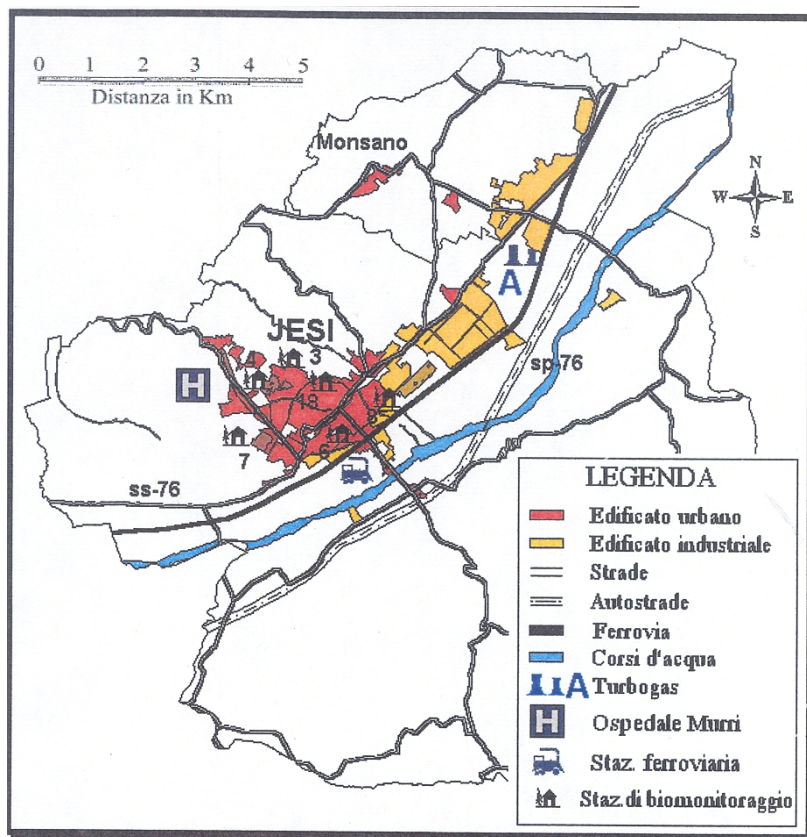 0 1 2 3 4 5
Distanza in Km
Monsano
N
W E
S
A
JESI
4
3
H
18
8
sp-76
6
7
ss-76
LEGENDA
Edificato urbano
Edificato industriale
Strade
Autostrade
Ferrovia
Corsi d'acqua
A Turbogas
H Ospedale Murri
Staz. ferroviaria
Staz.di biomonitoraggio